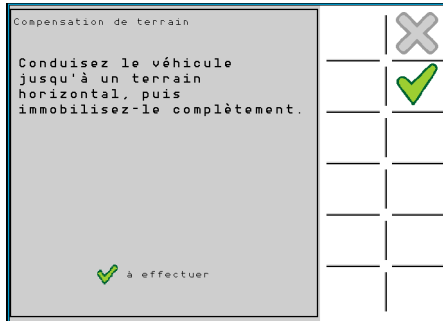 Compensation de terrain
Conduisez le véhicule
jusqu'à un terrain
horizontal, puis
immobilisez-le complètement.
à effectuer